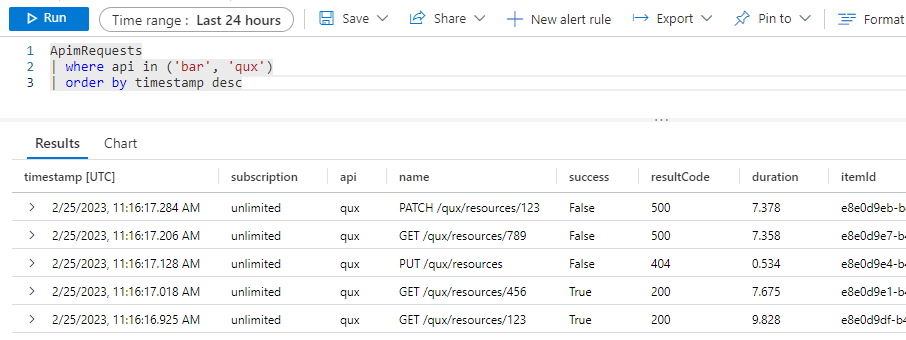 Run Time range : Last 24 hours Save Share New alert rule Export Pin to Format
1 ApimRequests
2 | where api in ('bar', 'qux')
3 | order by timestamp desc
...
Results Chart
timestamp [UTC] subscription api name success resultCode duration itemId
2/25/2023, 11:16:17.284 AM unlimited qux PATCH /qux/resources/123 False 500 7.378 e8e0d9eb-b
2/25/2023, 11:16:17.206 AM unlimited qux GET /qux/resources/789 False 500 7.358 e8e0d9e7-b4
2/25/2023, 11:16:17.128 AM unlimited qux PUT /qux/resources False 404 0.534 e8e0d9e4-b4
2/25/2023, 11:16:17.018 AM unlimited qux GET /qux/resources/456 True 200 7.675 e8e0d9e1-b4
2/25/2023, 11:16:16.925 AM unlimited qux GET /qux/resources/123 True 200 9.828 e8e0d9df-b4